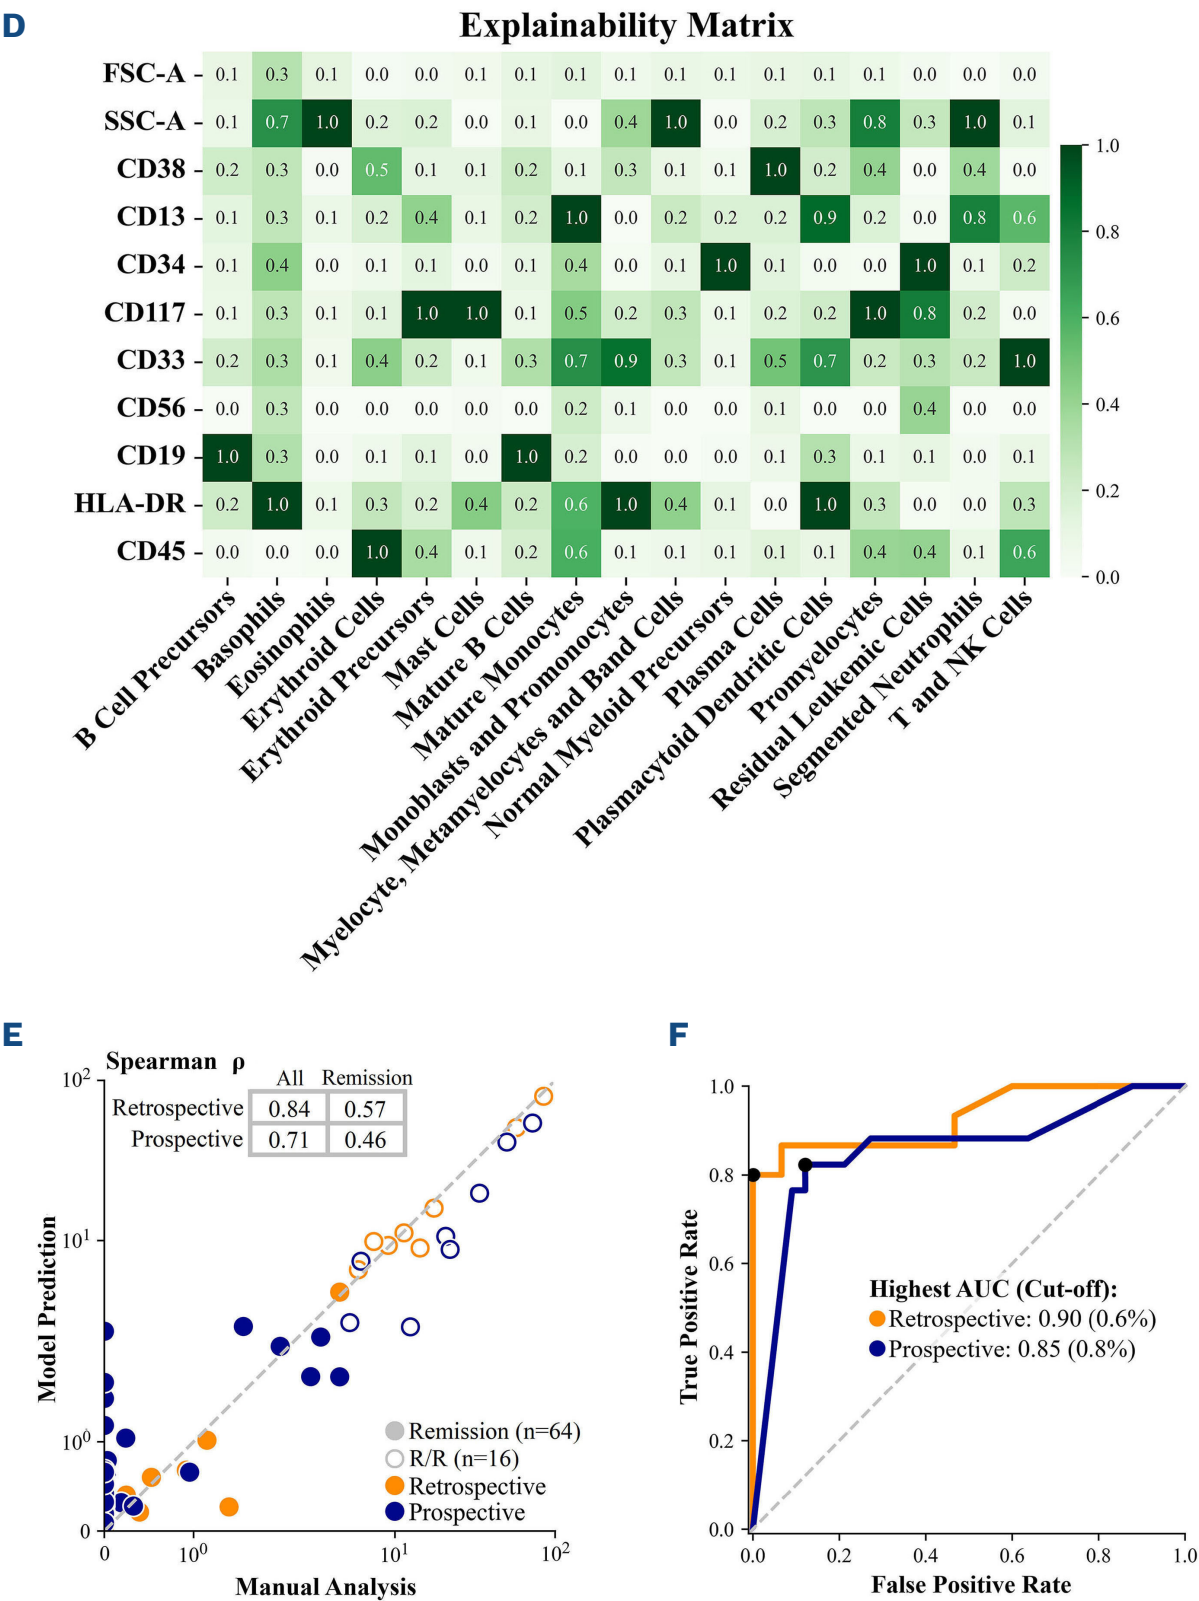 D
Explainability Matrix
FSC-A 0.1 0.3 0.1 0.0 0.0 0.1 0.1 0.1 0.1 0.1 0.1 0.1 0.1 0.1 0.0 0.0 0.0
SSC-A 0.1 0.7 1.0 0.2 0.2 0.0 0.1 0.0 0.4 1.0 0.0 0.2 0.3 0.8 0.3 1.0 0.1
CD38 0.2 0.3 0.0 0.5 0.1 0.1 0.2 0.1 0.3 0.1 0.1 1.0 0.2 0.4 0.0 0.4 0.0
CD13 0.1 0.3 0.1 0.2 0.4 0.1 0.2 1.0 0.0 0.2 0.2 0.2 0.9 0.2 0.0 0.8 0.6
CD34 0.1 0.4 0.0 0.1 0.1 0.0 0.1 0.4 0.0 0.1 1.0 0.1 0.0 0.0 1.0 0.1 0.2
CD117 0.1 0.3 0.1 0.1 1.0 1.0 0.1 0.5 0.2 0.3 0.1 0.2 0.2 1.0 0.8 0.2 0.0
CD33 0.2 0.3 0.1 0.4 0.2 0.1 0.3 0.7 0.9 0.3 0.1 0.5 0.7 0.2 0.3 0.2 1.0
CD56 0.0 0.3 0.0 0.0 0.0 0.0 0.0 0.2 0.1 0.0 0.0 0.1 0.0 0.0 0.4 0.0 0.0
CD19 1.0 0.3 0.0 0.1 0.1 0.0 1.0 0.2 0.0 0.0 0.0 0.1 0.3 0.1 0.1 0.0 0.1
HLA-DR 0.2 1.0 0.1 0.3 0.2 0.4 0.2 0.6 1.0 0.4 0.1 0.0 1.0 0.3 0.0 0.0 0.3
CD45 0.0 0.0 0.0 1.0 0.4 0.1 0.2 0.6 0.1 0.1 0.1 0.1 0.1 0.4 0.4 0.1 0.6
1.0
0.8
0.6
0.4
0.2
0.0
B Cell Precursors
Basophils
Eosinophils
Erythroid Cells
Erythroid Precursors
Mast Cells
Mature B Cells
Mature Monocytes
Monoblasts and Promonocytes
Myelocyte, Metamyelocytes and Band Cells
Normal Myeloid Precursors
Plasma Cells
Plasmacytoid Dendritic Cells
Promyelocytes
Residual Leukemic Cells
Segmented Neutrophils
T and NK Cells
E
Spearman ρ
All Remission
Retrospective 0.84 0.57
Prospective 0.71 0.46
10²
10¹
10⁰
0
Model Prediction
Remission (n=64)
R/R (n=16)
Retrospective
Prospective
0 10⁰ 10¹ 10²
Manual Analysis
F
1.0
0.8
0.6
0.4
0.2
0.0
True Positive Rate
Highest AUC (Cut-off):
Retrospective: 0.90 (0.6%)
Prospective: 0.85 (0.8%)
0.0 0.2 0.4 0.6 0.8 1.0
False Positive Rate